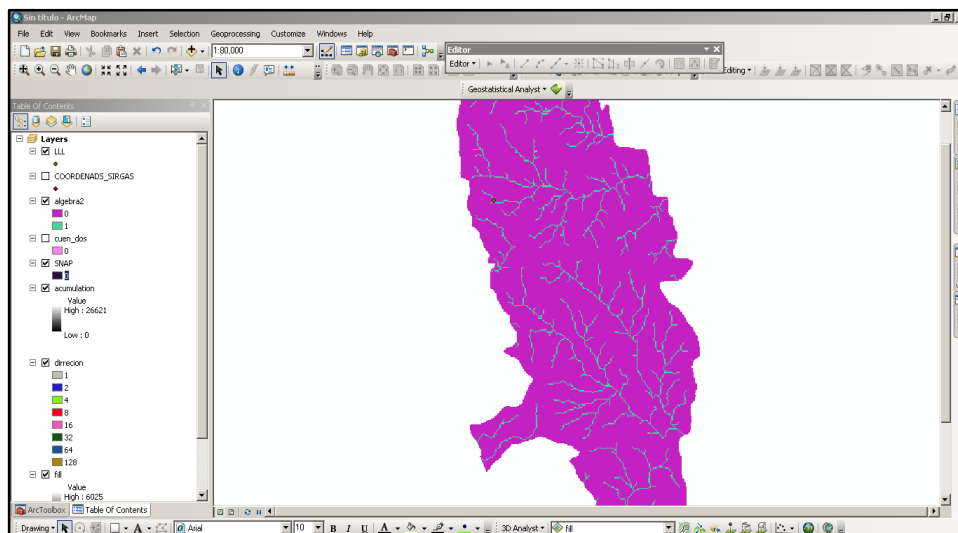 Sin título - ArcMap
File Edit View Bookmarks Insert Selection Geoprocessing Customize Windows Help
1:80,000
Editor
Editor
Editing
Geostatistical Analyst
Table Of Contents
Layers
LLL
COORDENADS_SIRGAS
algebra2
0
1
cuen_dos
0
SNAP
acumulation
Value
High : 26621
Low : 0
dirrecion
1
2
4
8
16
32
64
128
fill
Value
High : 6025
ArcToolbox Table Of Contents
Drawing A Arial 10 B I U A 3D Analyst fill